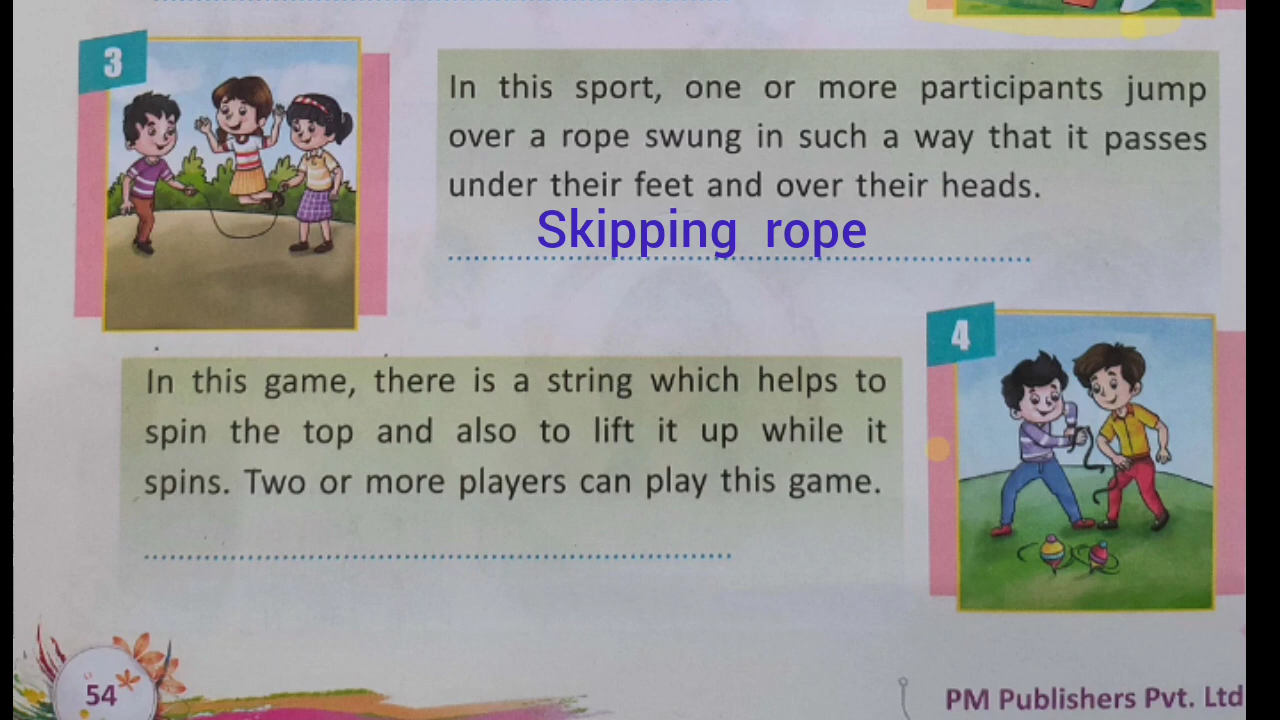 3
In this sport, one or more participants jump
over a rope swung in such a way that it passes
under their feet and over their heads.
Skipping rope
4
In this game, there is a string which helps to
spin the top and also to lift it up while it
spins. Two or more players can play this game.
54
PM Publishers Pvt. Ltd